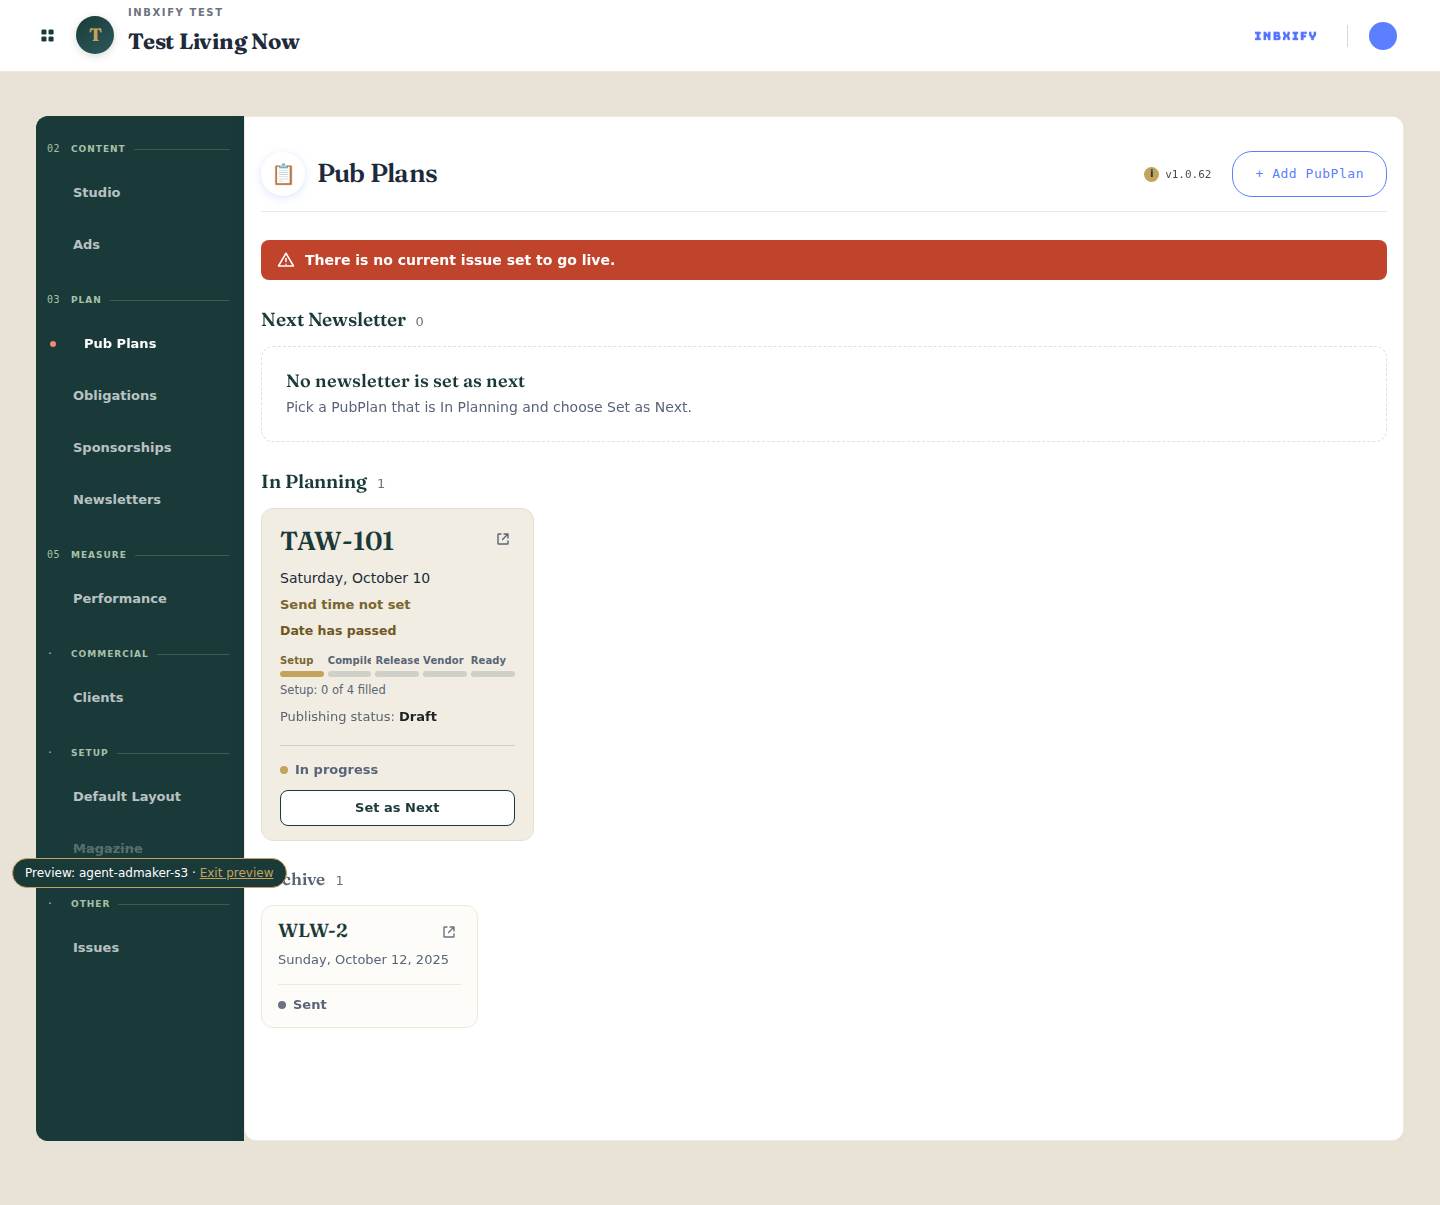 INBXIFY TEST
T
Test Living Now
INBXIFY
02 CONTENT
Studio
Ads
03 PLAN
Pub Plans
Obligations
Sponsorships
Newsletters
05 MEASURE
Performance
· COMMERCIAL
Clients
· SETUP
Default Layout
Magazine
Preview: agent-admaker-s3 · Exit preview
· OTHER
Issues
Pub Plans
i v1.0.62
+ Add PubPlan
There is no current issue set to go live.
Next Newsletter 0
No newsletter is set as next
Pick a PubPlan that is In Planning and choose Set as Next.
In Planning 1
TAW-101
Saturday, October 10
Send time not set
Date has passed
Setup Compile Release Vendor Ready
Setup: 0 of 4 filled
Publishing status: Draft
In progress
Set as Next
chive 1
WLW-2
Sunday, October 12, 2025
Sent